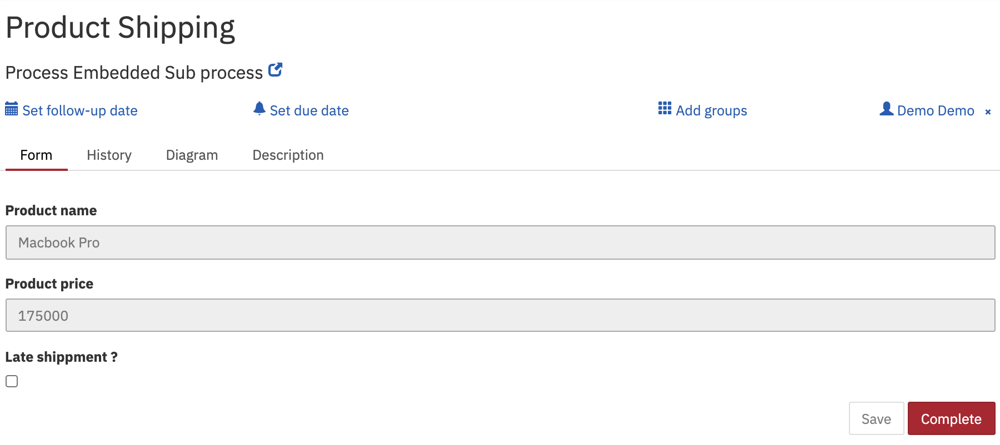 Product Shipping
Process Embedded Sub process
Set follow-up date Set due date Add groups Demo Demo ×
Form History Diagram Description
Product name
Macbook Pro
Product price
175000
Late shippment ?
Save Complete